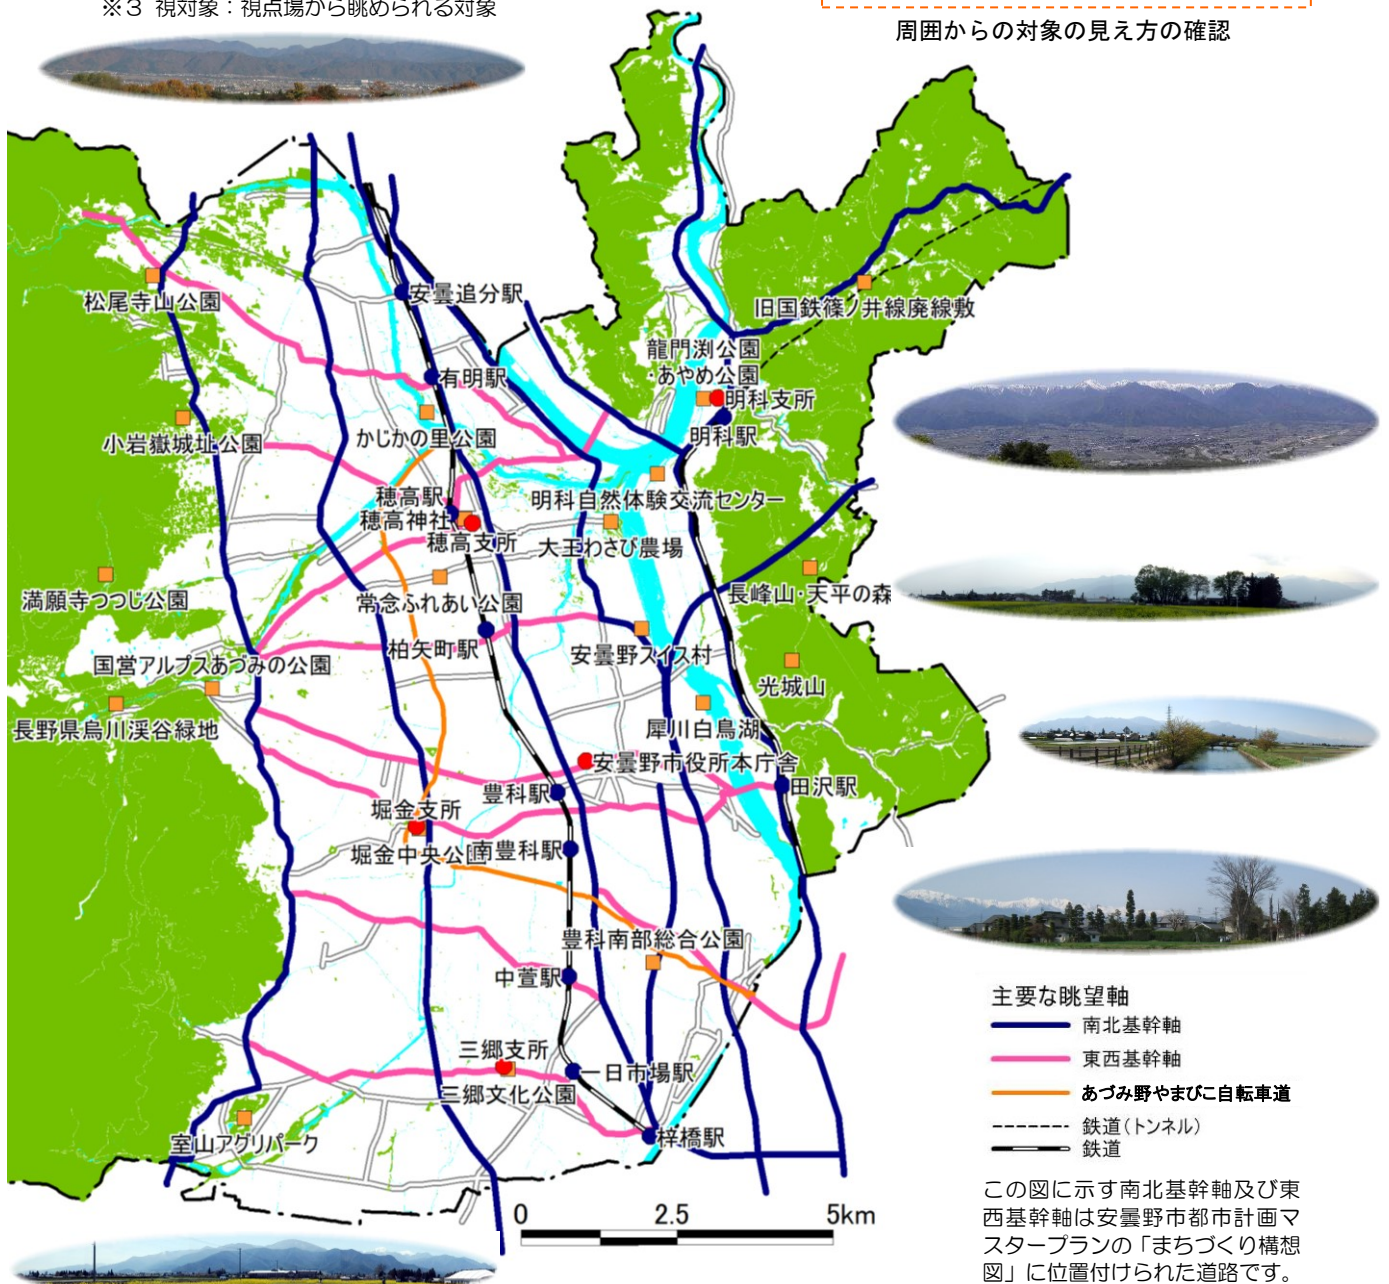 ※3 視対象：視点場から眺められる対象
周囲からの対象の見え方の確認
松尾寺山公園
安曇追分駅
旧国鉄篠ノ井線廃線敷
龍門渕公園
・あやめ公園
有明駅
明科支所
明科駅
小岩嶽城址公園
かじかの里公園
穂高駅
穂高神社
穂高支所
明科自然体験交流センター
大王わさび農場
満願寺つつじ公園
常念ふれあい公園
長峰山・天平の森
柏矢町駅
安曇野スイス村
国営アルプスあづみの公園
光城山
長野県烏川渓谷緑地
犀川白鳥湖
安曇野市役所本庁舎
豊科駅
田沢駅
堀金支所
堀金中央公園
南豊科駅
豊科南部総合公園
中萱駅
三郷支所
一日市場駅
三郷文化公園
室山アグリパーク
梓橋駅
主要な眺望軸
南北基幹軸
東西基幹軸
あづみ野やまびこ自転車道
鉄道（トンネル）
鉄道
0 2.5 5km
この図に示す南北基幹軸及び東
西基幹軸は安曇野市都市計画マ
スタープランの「まちづくり構想
図」に位置付けられた道路です。